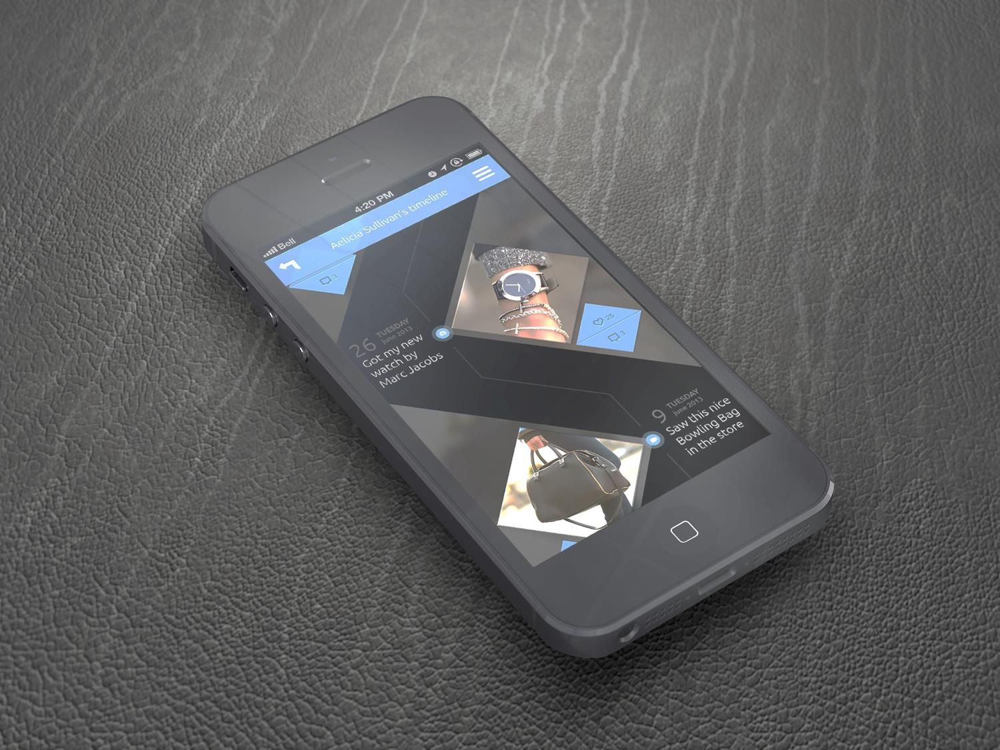 Bell
4:20 PM
Aelicia Sullivan's timeline
3
26
TUESDAY
june 2013
Got my new
watch by
Marc Jacobs
25
3
9
TUESDAY
june 2013
Saw this nice
Bowling Bag
in the store